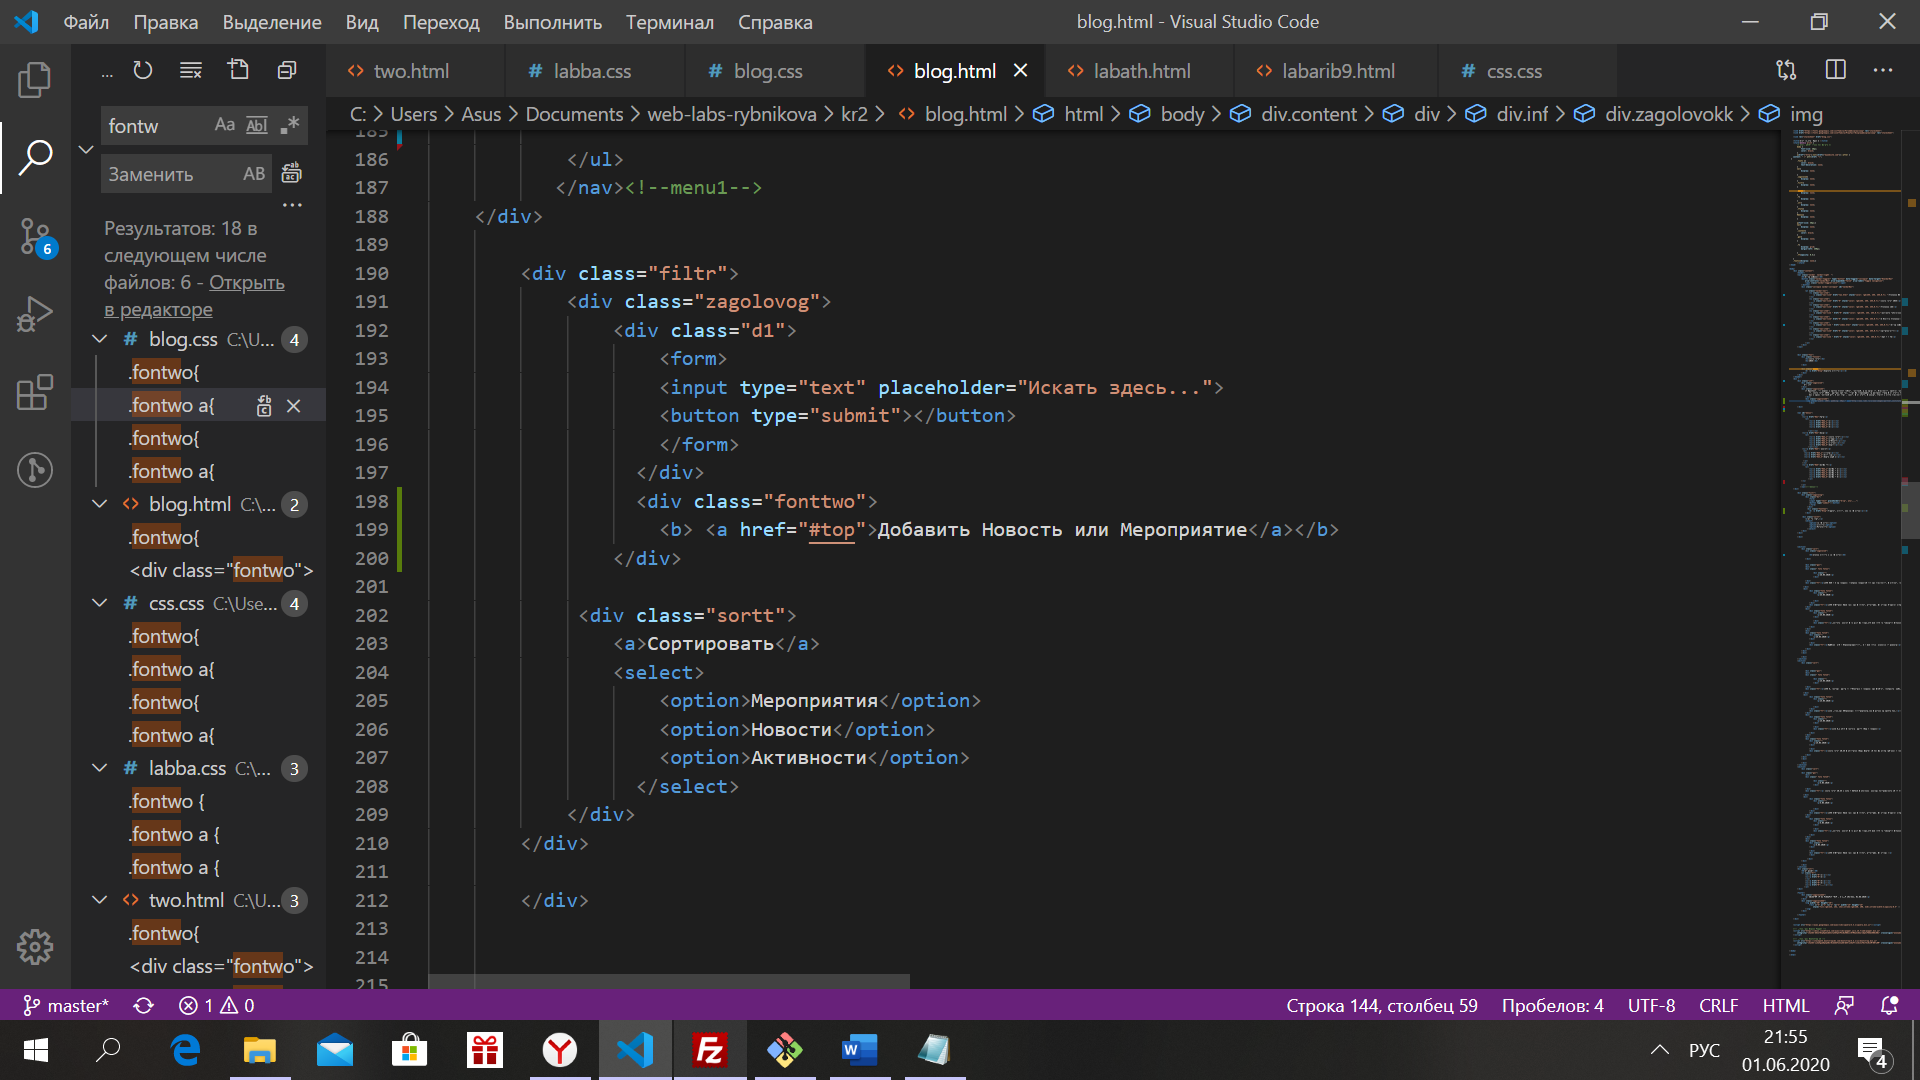 Файл Правка Выделение Вид Переход Выполнить Терминал Справка
blog.html - Visual Studio Code
...
two.html
# labba.css
# blog.css
blog.html
labath.html
labarib9.html
# css.css
C: > Users > Asus > Documents > web-labs-rybnikova > kr2 > blog.html > html > body > div.content > div > div.inf > div.zagolovokk > img
fontw
Aa Abl .*
Заменить
AB
Результатов: 18 в
следующем числе
файлов: 6 - Открыть
в редакторе
# blog.css C:\U... 4
.fontwo{
.fontwo a{
.fontwo{
.fontwo a{
blog.html C:\... 2
.fontwo{
<div class="fontwo">
# css.css C:\Use... 4
.fontwo{
.fontwo a{
.fontwo{
.fontwo a{
# labba.css C:\... 3
.fontwo {
.fontwo a {
.fontwo a {
two.html C:\U... 3
.fontwo{
<div class="fontwo">
185
186 </ul>
187 </nav><!--menu1-->
188 </div>
189
190 <div class="filtr">
191 <div class="zagolovog">
192 <div class="d1">
193 <form>
194 <input type="text" placeholder="Искать здесь...">
195 <button type="submit"></button>
196 </form>
197 </div>
198 <div class="fonttwo">
199 <b> <a href="#top">Добавить Новость или Мероприятие</a></b>
200 </div>
201
202 <div class="sortt">
203 <a>Сортировать</a>
204 <select>
205 <option>Мероприятия</option>
206 <option>Новости</option>
207 <option>Активности</option>
208 </select>
209 </div>
210 </div>
211
212 </div>
213
214
215
6
master* 1 0
Строка 144, столбец 59 Пробелов: 4 UTF-8 CRLF HTML
РУС
21:55
01.06.2020
4